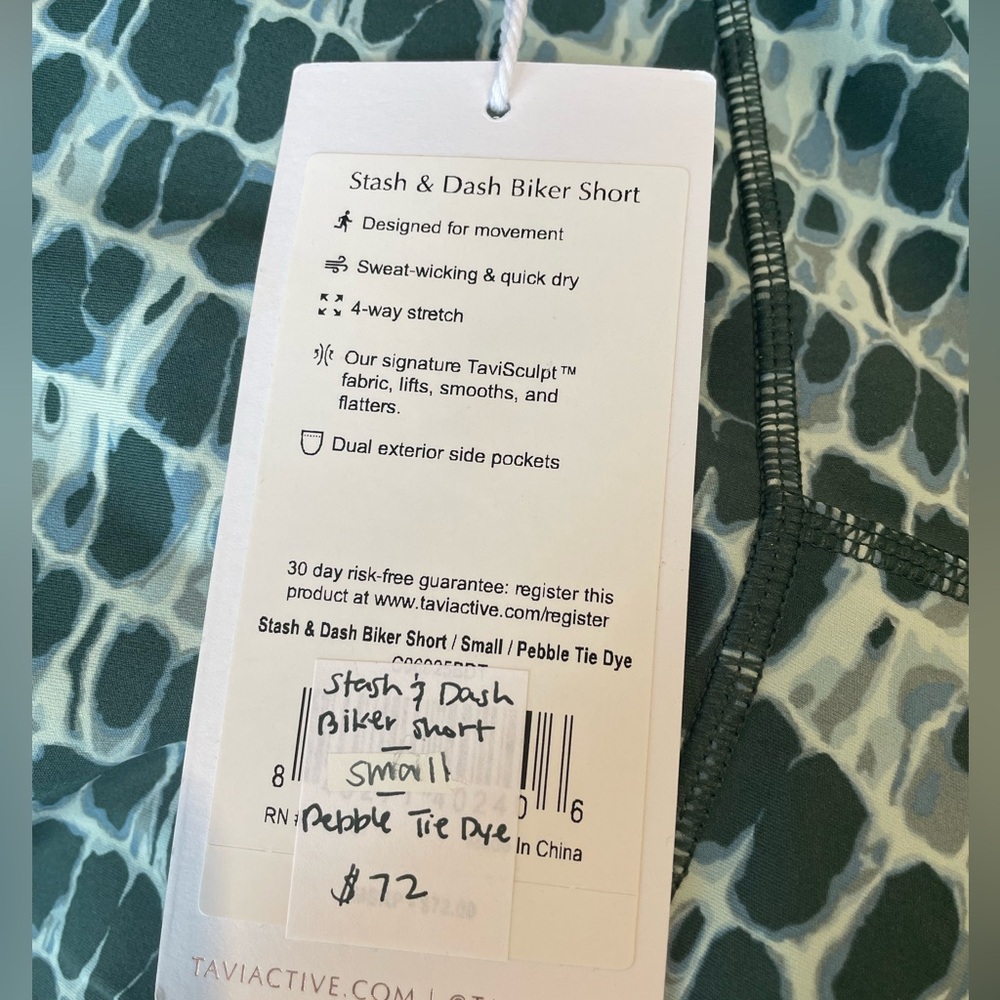 Stash & Dash Biker Short
Designed for movement
Sweat-wicking & quick dry
4-way stretch
Our signature TaviSculpt™
fabric, lifts, smooths, and
flatters.
Dual exterior side pockets
30 day risk-free guarantee: register this
product at www.taviactive.com/register
Stash & Dash Biker Short / Small / Pebble Tie Dye
Stash & Dash
Biker Short
small
Pebble Tie Dye
$72
8
6
RN
In China
TAVIACTIVE.COM |